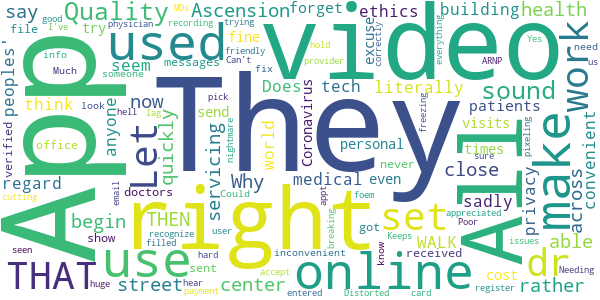 say
Quality
Ascension
forget
ethics
building
health
file
good
I've
try
physician
MDs
recording
trying
messages
friendly
Can't
fine
hold
excuse
everything
Yes
need
us
info
used
video
work
peoples'
Much
someone
seem
fix
provider
correctly
ARNP
App
think
look
now
Does
tech
literally
sound
patients
verified
office
anyone
hell
lag
quickly
send
world
pick
They
freezing
visits
times
sure
pixeling
Let
servicing
nightmare
Coronavirus
personal
never
All
make
across
convenient
regard
doctors
Why
medical
even
close
privacy
cutting
email
Could
appt
foem
sadly
appreciated
Poor
begin
THEN
right
set
WALK
able
seen
show
recognize
user
breaking
got
Keeps
received
dr
issues
THAT
filled
hard
inconvenient
know
cost
Needing
use
sent
center
online
rather
huge
street
hear
payment
accept
entered
Distorted
card
register